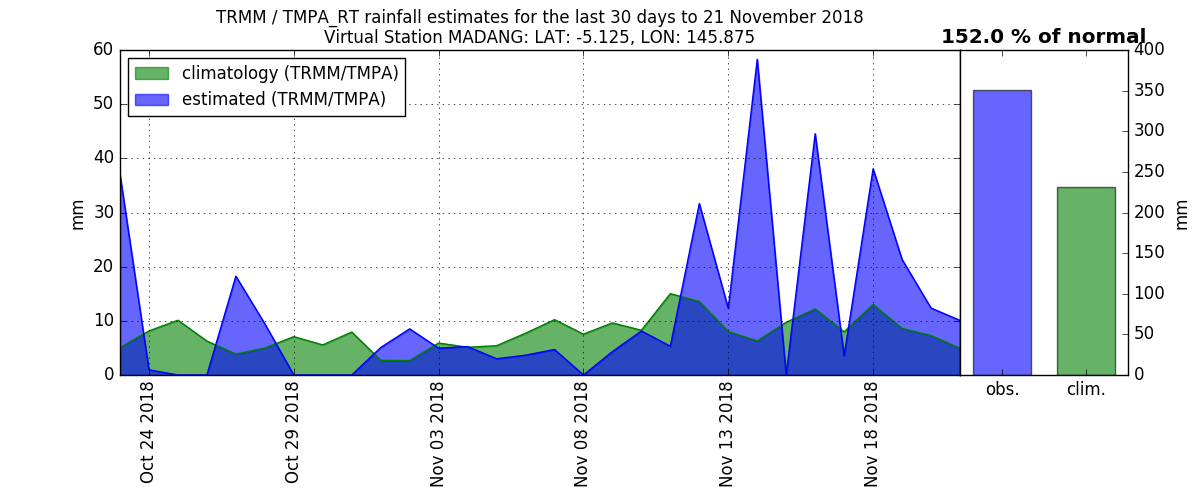 TRMM / TMPA_RT rainfall estimates for the last 30 days to 21 November 2018
Virtual Station MADANG: LAT: -5.125, LON: 145.875
152.0 % of normal
climatology (TRMM/TMPA)
estimated (TRMM/TMPA)
mm
60
50
40
30
20
10
0
Oct 24 2018
Oct 29 2018
Nov 03 2018
Nov 08 2018
Nov 13 2018
Nov 18 2018
obs.
clim.
400
350
300
250
200
150
100
50
0
mm